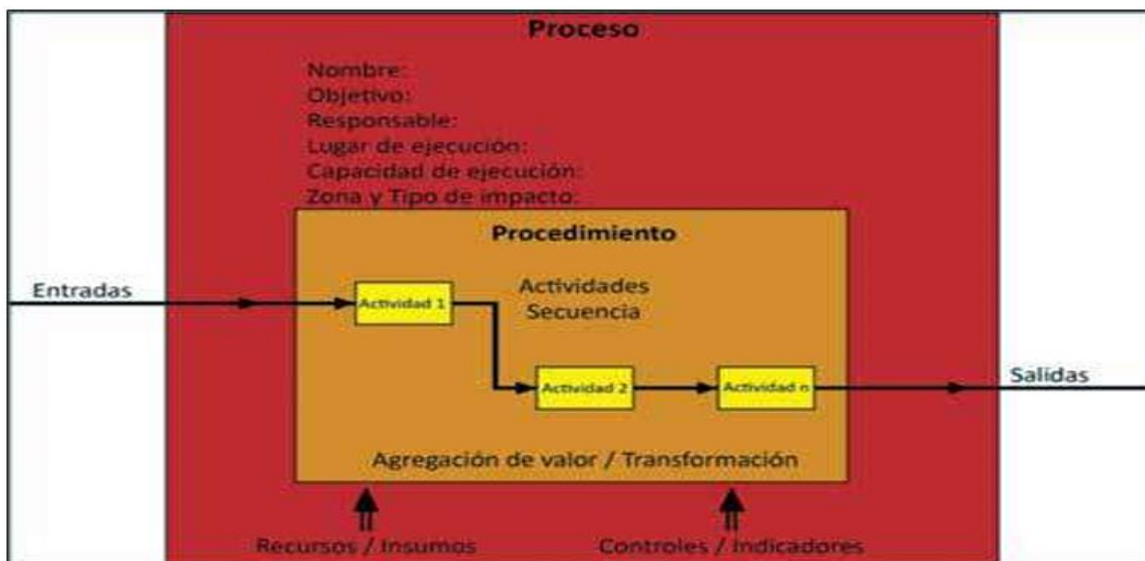 Proceso
Nombre:
Objetivo:
Responsable:
Lugar de ejecución:
Capacidad de ejecución:
Zona y Tipo de impacto:
Procedimiento
Entradas
Actividad 1
Actividades
Secuencia
Actividad 2
Actividad n
Salidas
Agregación de valor / Transformación
Recursos / Insumos
Controles / Indicadores